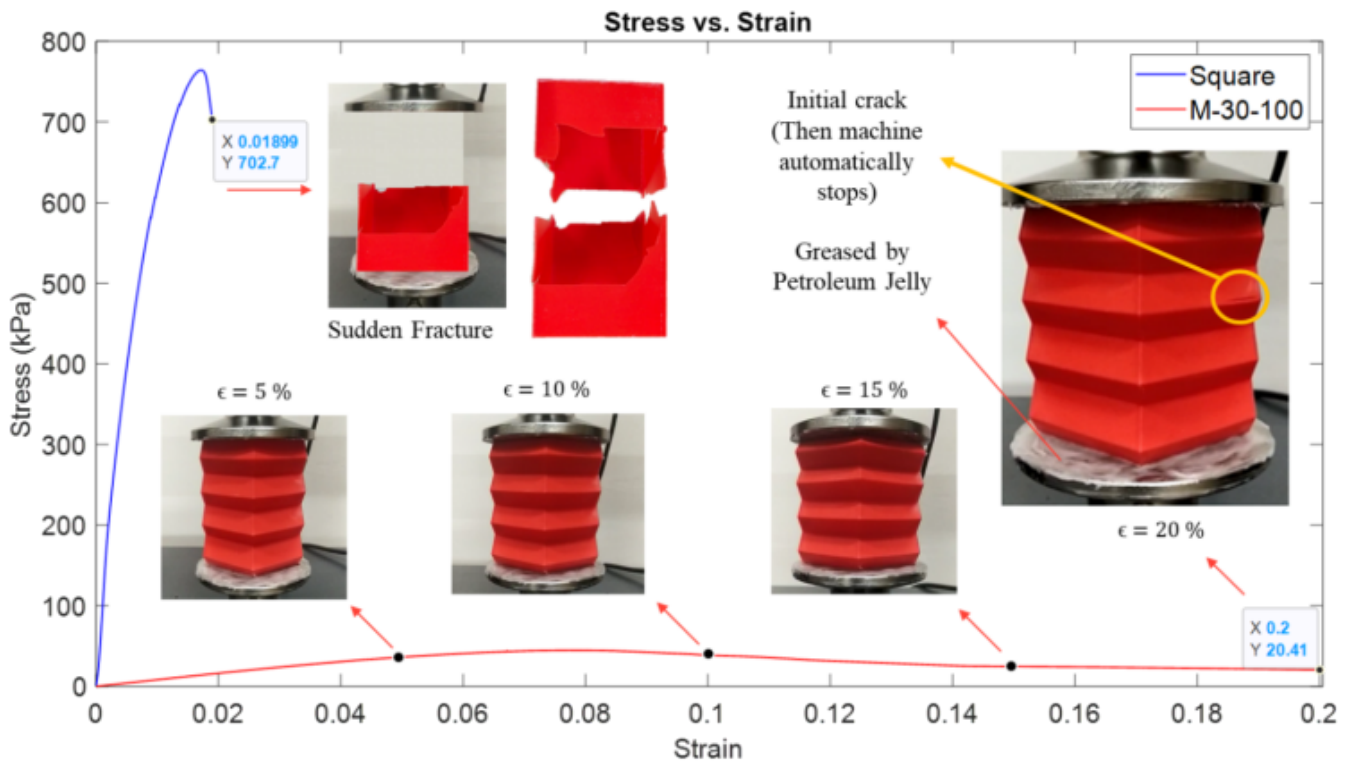 Stress vs. Strain
800
700
600
500
400
300
200
100
0
Stress (kPa)
Square
M-30-100
X 0.01899
Y 702.7
Sudden Fracture
Initial crack
(Then machine
automatically
stops)
Greased by
Petroleum Jelly
ϵ = 5 %
ϵ = 10 %
ϵ = 15 %
ϵ = 20 %
X 0.2
Y 20.41
0
0.02
0.04
0.06
0.08
0.1
0.12
0.14
0.16
0.18
0.2
Strain